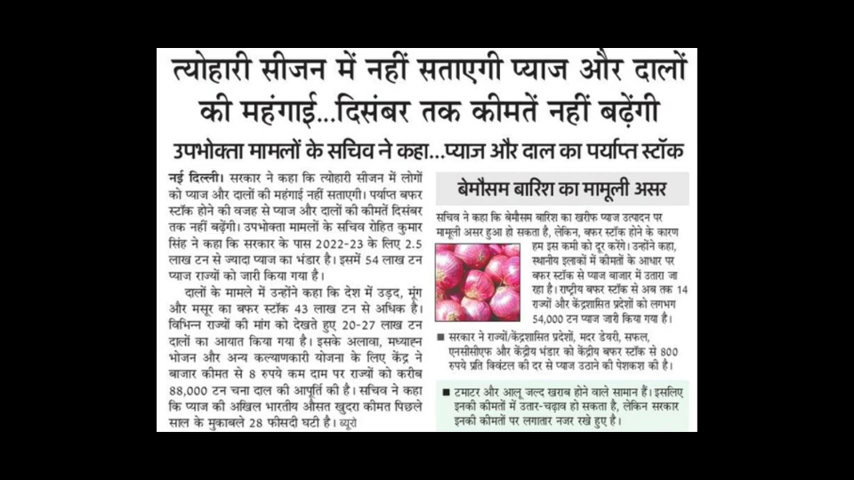 त्योहारी सीजन में नहीं सताएगी प्याज और दालों
की महंगाई...दिसंबर तक कीमतें नहीं बढ़ेंगी
उपभोक्ता मामलों के सचिव ने कहा...प्याज और दाल का पर्याप्त स्टॉक
नई दिल्ली। सरकार ने कहा कि त्योहारी सीजन में लोगों
को प्याज और दालों की महंगाई नहीं सताएगी। पर्याप्त बफर
स्टॉक होने की वजह से प्याज और दालों की कीमतें दिसंबर
तक नहीं बढ़ेंगी। उपभोक्ता मामलों के सचिव रोहित कुमार
सिंह ने कहा कि सरकार के पास 2022-23 के लिए 2.5
लाख टन से ज्यादा प्याज का भंडार है। इसमें 54 लाख टन
प्याज राज्यों को जारी किया गया है।
दालों के मामले में उन्होंने कहा कि देश में उड़द, मूंग
और मसूर का बफर स्टॉक 43 लाख टन से अधिक है।
विभिन्न राज्यों की मांग को देखते हुए 20-27 लाख टन
दालों का आयात किया गया है। इसके अलावा, मध्याह्न
भोजन और अन्य कल्याणकारी योजना के लिए केंद्र ने
बाजार कीमत से 8 रुपये कम दाम पर राज्यों को करीब
88,000 टन चना दाल की आपूर्ति की है। सचिव ने कहा
कि प्याज की अखिल भारतीय औसत खुदरा कीमत पिछले
साल के मुकाबले 28 फीसदी घटी है। ब्यूरो
बेमौसम बारिश का मामूली असर
सचिव ने कहा कि बेमौसम बारिश का खरीफ प्याज उत्पादन पर
मामूली असर हुआ हो सकता है, लेकिन, बफर स्टॉक होने के कारण
हम इस कमी को दूर करेंगे। उन्होंने कहा,
स्थानीय इलाकों में कीमतों के आधार पर
बफर स्टॉक से प्याज बाजार में उतारा जा
रहा है। राष्ट्रीय बफर स्टॉक से अब तक 14
राज्यों और केंद्रशासित प्रदेशों को लगभग
54,000 टन प्याज जारी किया गया है।
■ सरकार ने राज्यों/केंद्रशासित प्रदेशों, मदर डेयरी, सफल,
एनसीसीएफ और केंद्रीय भंडार को केंद्रीय बफर स्टॉक से 800
रुपये प्रति क्विंटल की दर से प्याज उठाने की पेशकश की है।
■ टमाटर और आलू जल्द खराब होने वाले सामान हैं। इसलिए
इनकी कीमतों में उतार-चढ़ाव हो सकता है, लेकिन सरकार
इनकी कीमतों पर लगातार नजर रखे हुए है।